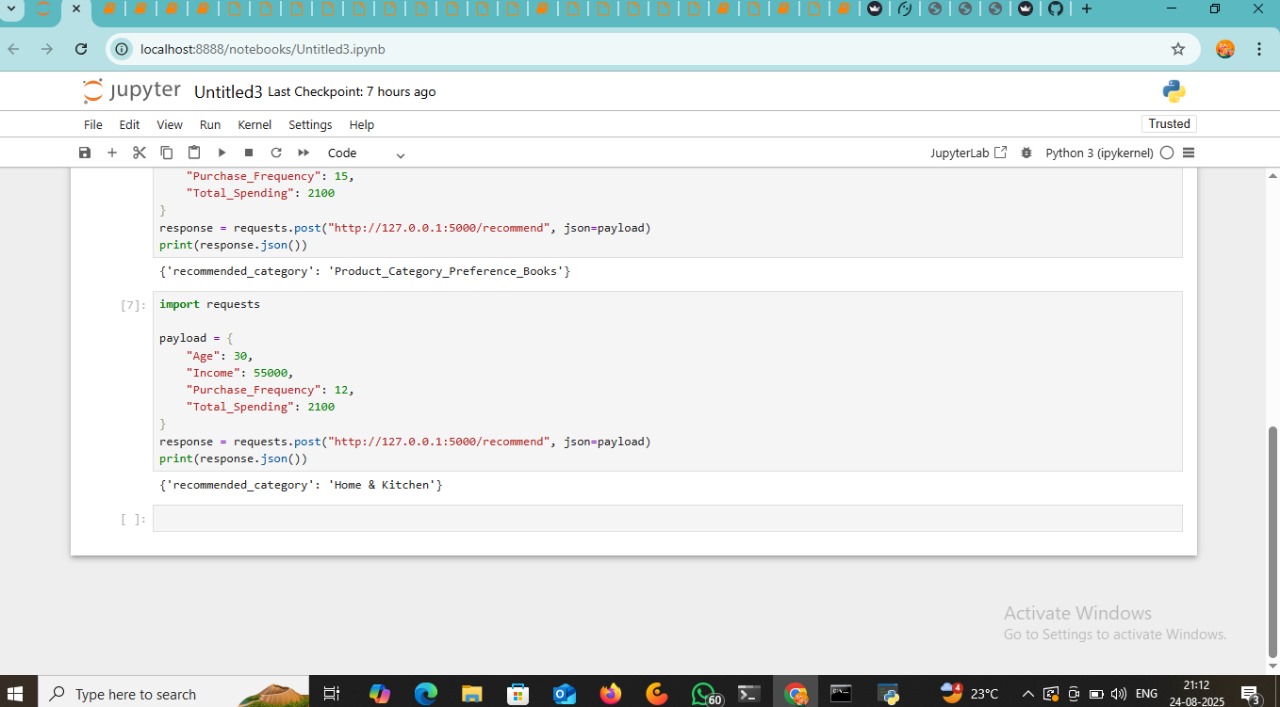 localhost:8888/notebooks/Untitled3.ipynb
jupyter Untitled3 Last Checkpoint: 7 hours ago
File Edit View Run Kernel Settings Help Trusted
Code JupyterLab Python 3 (ipykernel)
"Purchase_Frequency": 15,
"Total_Spending": 2100
}
response = requests.post("http://127.0.0.1:5000/recommend", json=payload)
print(response.json())
{'recommended_category': 'Product_Category_Preference_Books'}
[7]: import requests
payload = {
"Age": 30,
"Income": 55000,
"Purchase_Frequency": 12,
"Total_Spending": 2100
}
response = requests.post("http://127.0.0.1:5000/recommend", json=payload)
print(response.json())
{'recommended_category': 'Home & Kitchen'}
[ ]:
Activate Windows
Go to Settings to activate Windows.
Type here to search 60 4 23°C ENG 21:12
24-08-2025 3